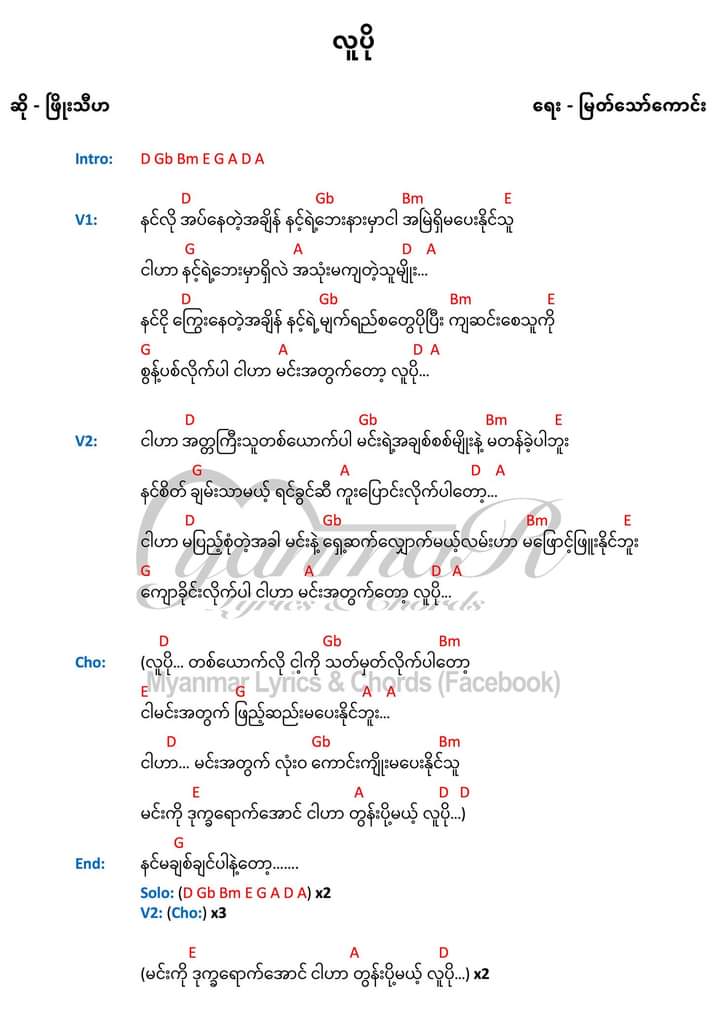 လူပို
ဆို - ဖြိုးသီဟ ရေး - မြတ်သော်ကောင်း
Intro: D Gb Bm E G A D A
D Gb Bm E
V1: နင်လို အပ်နေတဲ့အချိန် နင့်ရဲ့ဘေးနားမှာငါ အမြဲရှိမပေးနိုင်သူ
G A D A
ငါဟာ နင့်ရဲ့ဘေးမှာရှိလဲ အသုံးမကျတဲ့သူမျိုး...
D Gb Bm E
နင်ငို ကြွေးနေတဲ့အချိန် နင့်ရဲ့ မျက်ရည်စတွေပိုပြီး ကျဆင်းစေသူကို
G A D A
စွန့်ပစ်လိုက်ပါ ငါဟာ မင်းအတွက်တော့ လူပို...
D Gb Bm E
V2: ငါဟာ အတ္တကြီးသူတစ်ယောက်ပါ မင်းရဲ့အချစ်စစ်မျိုးနဲ့ မတန်ခဲ့ပါဘူး
G A D A
နင်စိတ် ချမ်းသာမယ့် ရင်ခွင်ဆီ ကူးပြောင်းလိုက်ပါတော့...
D Gb Bm E
ငါဟာ မပြည့်စုံတဲ့အခါ မင်းနဲ့ ရှေ့ဆက်လျှောက်မယ့်လမ်းဟာ မဖြောင့်ဖြူးနိုင်ဘူး
G A D A
ကျောခိုင်းလိုက်ပါ ငါဟာ မင်းအတွက်တော့ လူပို...
MyanmaR
Lyrics & Chords
D Gb Bm
Cho: (လူပို... တစ်ယောက်လို ငါ့ကို သတ်မှတ်လိုက်ပါတော့
Myanmar Lyrics & Chords (Facebook)
E G A A
ငါမင်းအတွက် ဖြည့်ဆည်းမပေးနိုင်ဘူး...
D Gb Bm
ငါဟာ... မင်းအတွက် လုံးဝ ကောင်းကျိုးမပေးနိုင်သူ
E A D D
မင်းကို ဒုက္ခရောက်အောင် ငါဟာ တွန်းပို့မယ့် လူပို...)
G
End: နင်မချစ်ချင်ပါနဲ့တော့.......
Solo: (D Gb Bm E G A D A) x2
V2: (Cho:) x3
E A D
(မင်းကို ဒုက္ခရောက်အောင် ငါဟာ တွန်းပို့မယ့် လူပို...) x2